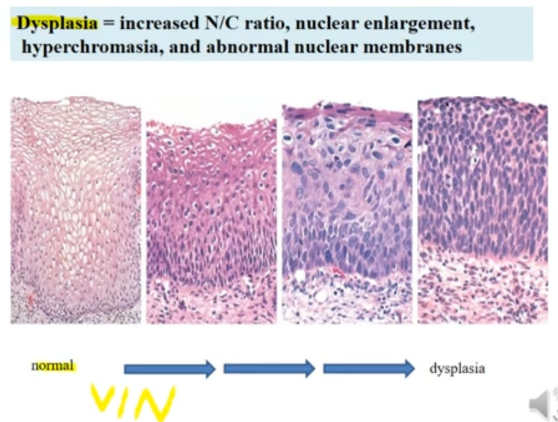 Dysplasia = increased N/C ratio, nuclear enlargement,
hyperchromasia, and abnormal nuclear membranes
normal
dysplasia
VIN